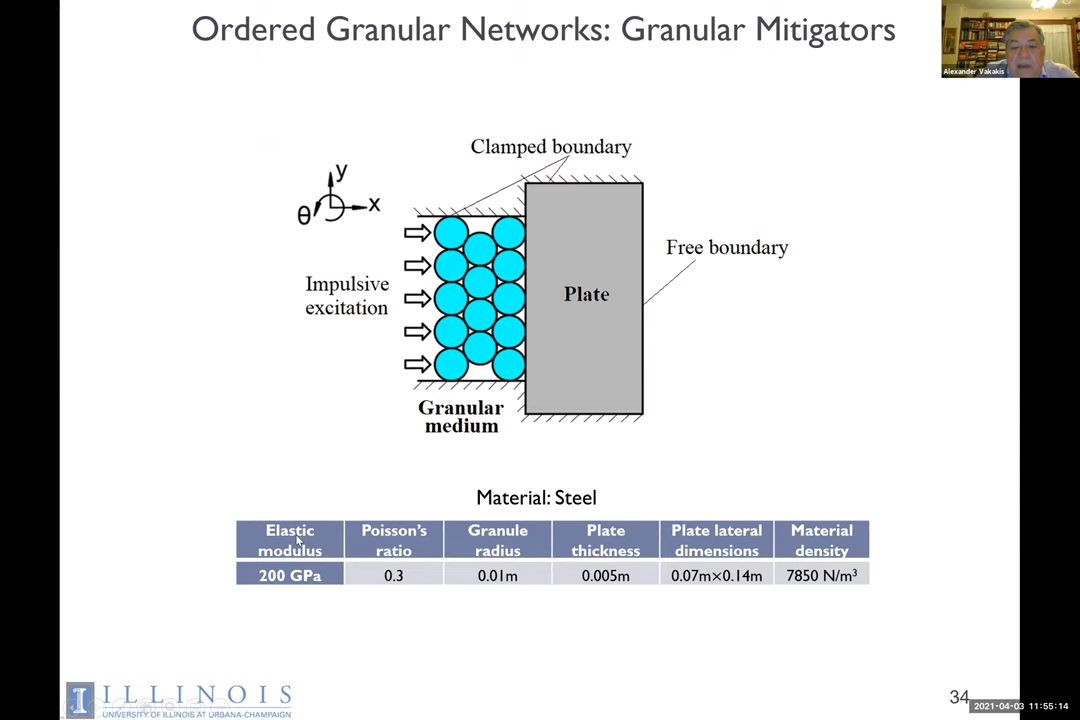 Ordered Granular Networks: Granular Mitigators
Alexander Vakakis
Clamped boundary
y
x
θ
Free boundary
Impulsive
excitation
Plate
Granular
medium
Material: Steel
Elastic modulus Poisson's ratio Granule radius Plate thickness Plate lateral dimensions Material density
200 GPa 0.3 0.01m 0.005m 0.07m×0.14m 7850 N/m³
I ILLINOIS
UNIVERSITY OF ILLINOIS AT URBANA-CHAMPAIGN
34
2021-04-03 11:55:14